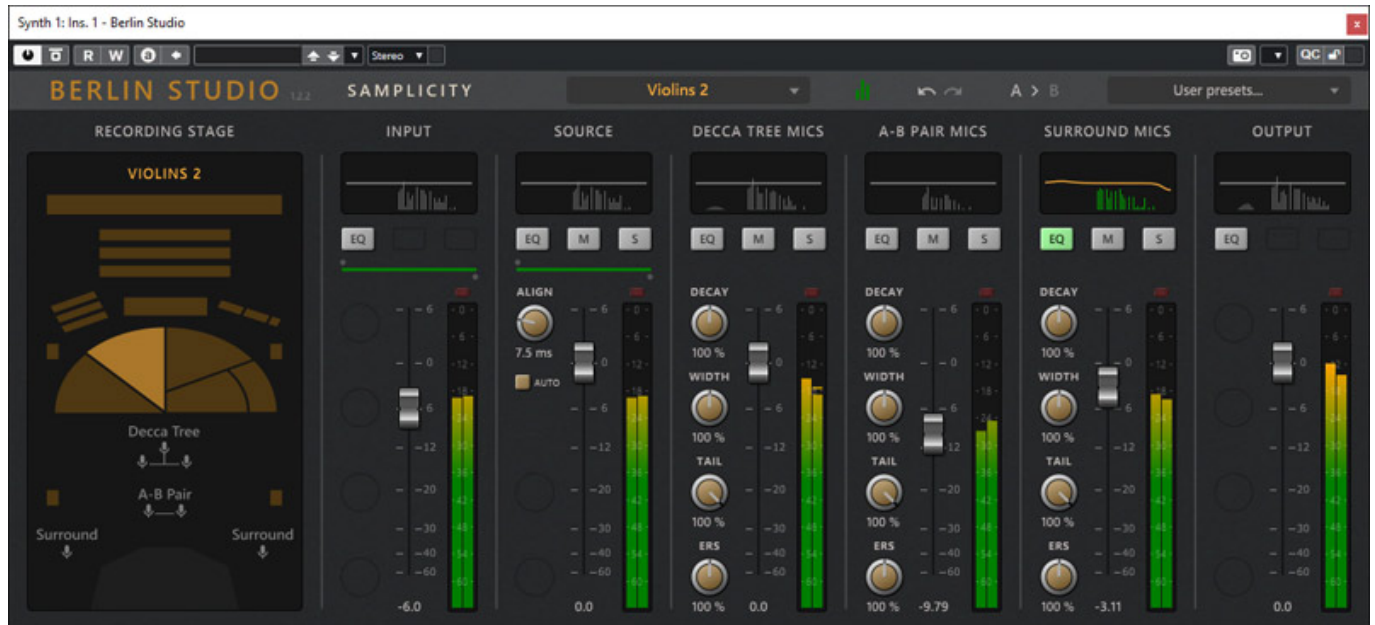 Synth 1: Ins. 1 - Berlin Studio x
R W a Stereo QC
BERLIN STUDIO 1.2.2 SAMPLICITY Violins 2 A > B User presets...
RECORDING STAGE INPUT SOURCE DECCA TREE MICS A-B PAIR MICS SURROUND MICS OUTPUT
VIOLINS 2
EQ EQ M S EQ M S EQ M S EQ M S EQ
ALIGN DECAY DECAY DECAY
7.5 ms 100 % 100 % 100 %
AUTO WIDTH WIDTH WIDTH
100 % 100 % 100 %
Decca Tree
TAIL TAIL TAIL
A-B Pair
100 % 100 % 100 %
Surround Surround
ERS ERS ERS
-6.0 0.0 100 % 0.0 100 % -9.79 100 % -3.11 0.0